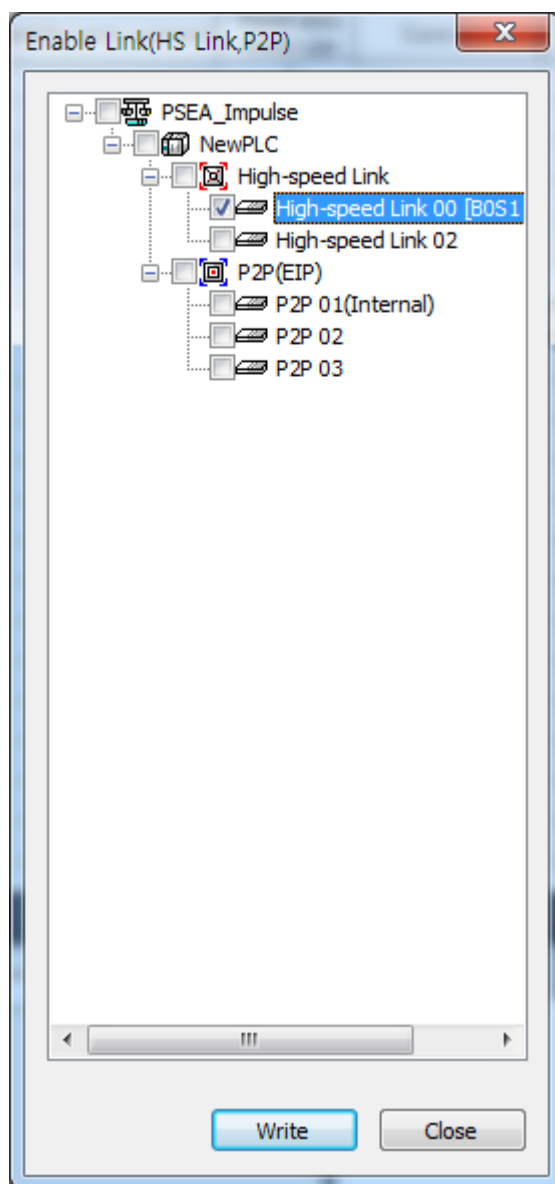 Enable Link(HS Link,P2P)
PSEA_Impulse
NewPLC
High-speed Link
High-speed Link 00 [B0S1
High-speed Link 02
P2P(EIP)
P2P 01(Internal)
P2P 02
P2P 03
Write
Close